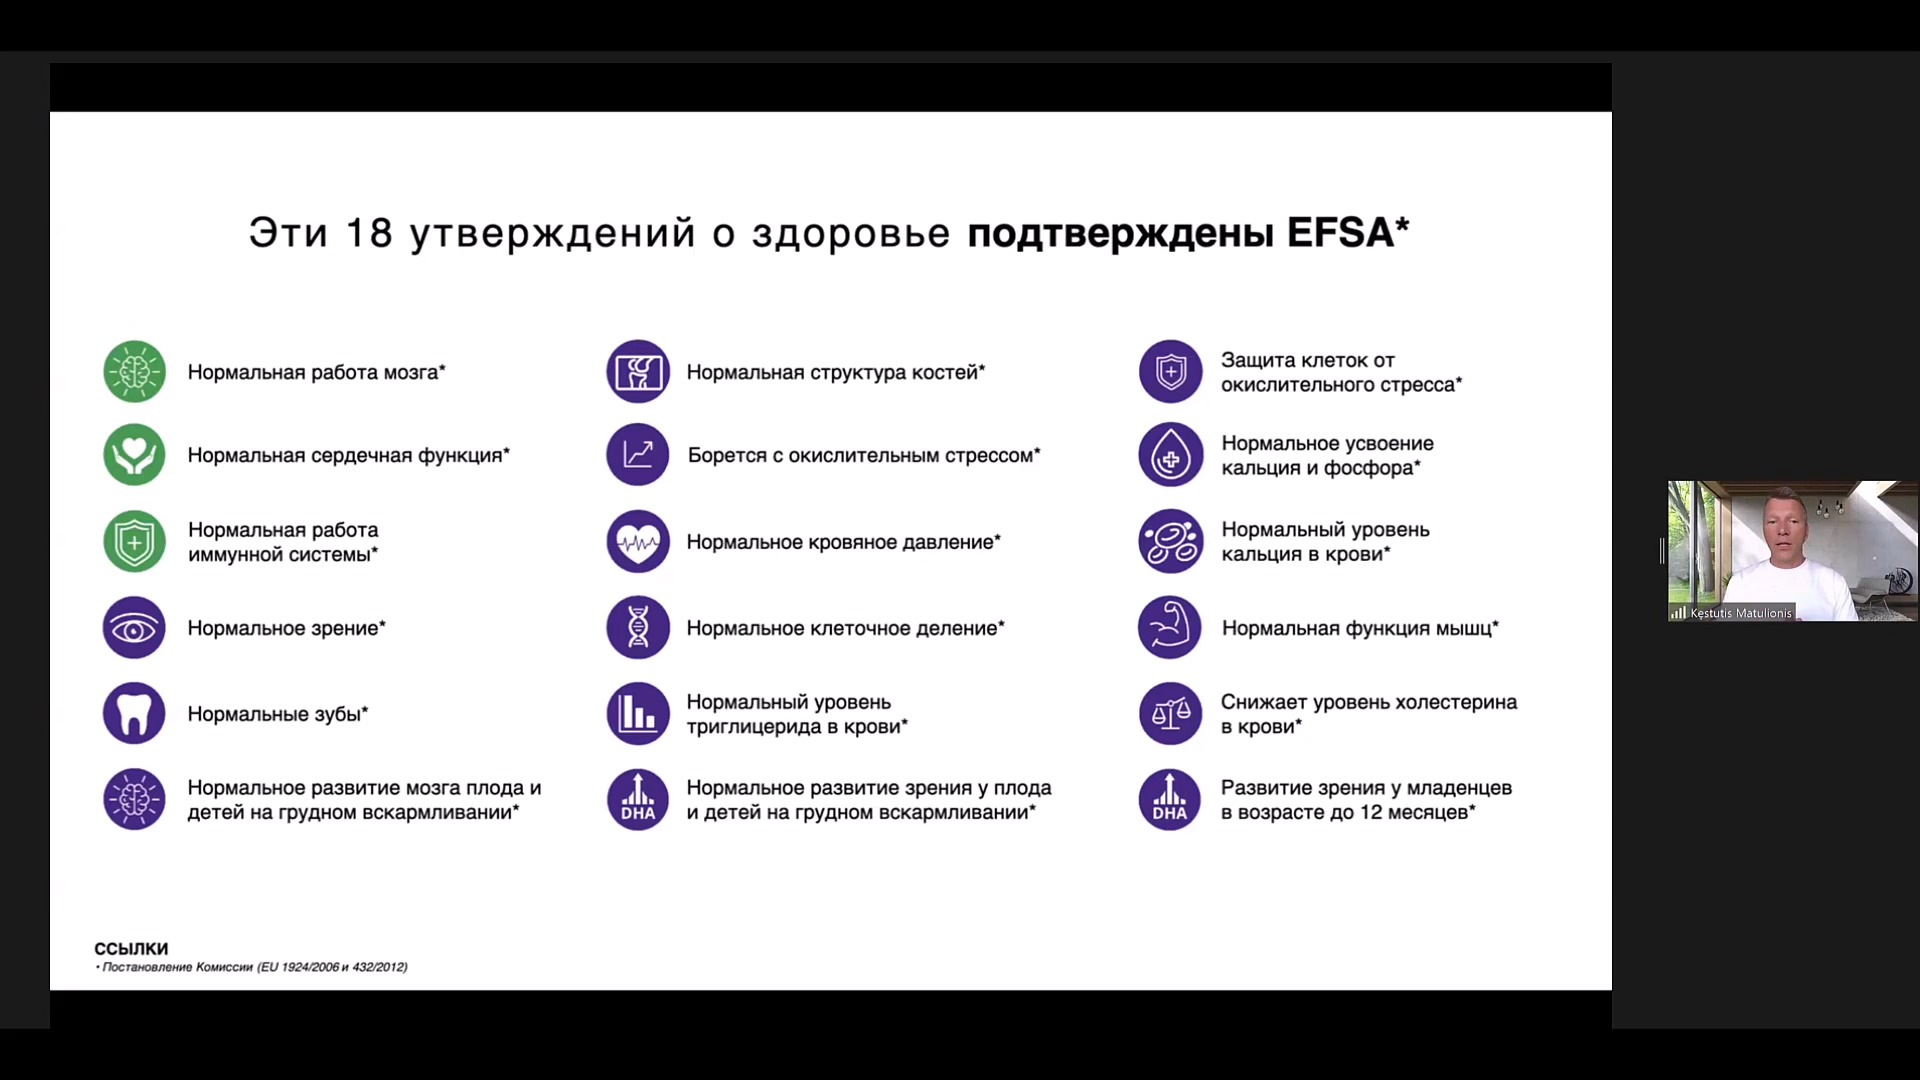 Эти 18 утверждений о здоровье подтверждены EFSA*
Нормальная работа мозга*
Нормальная сердечная функция*
Нормальная работа
иммунной системы*
Нормальное зрение*
Нормальные зубы*
Нормальное развитие мозга плода и
детей на грудном вскармливании*
Нормальная структура костей*
Борется с окислительным стрессом*
Нормальное кровяное давление*
Нормальное клеточное деление*
Нормальный уровень
триглицерида в крови*
DHA
Нормальное развитие зрения у плода
и детей на грудном вскармливании*
Защита клеток от
окислительного стресса*
Нормальное усвоение
кальция и фосфора*
Нормальный уровень
кальция в крови*
Нормальная функция мышц*
Снижает уровень холестерина
в крови*
DHA
Развитие зрения у младенцев
в возрасте до 12 месяцев*
ССЫЛКИ
• Постановление Комиссии (EU 1924/2006 и 432/2012)
Kęstutis Matulionis